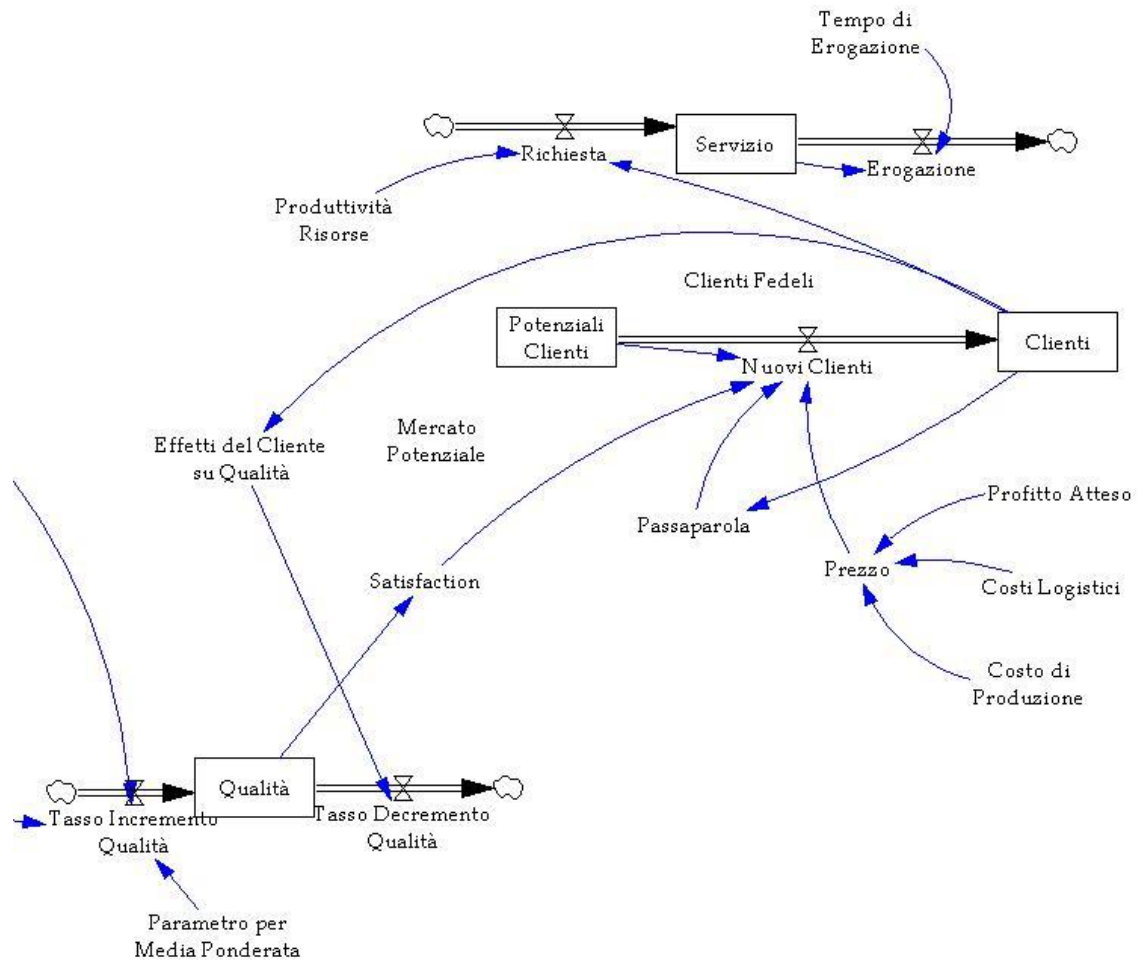 Tempo di
Erogazione
Servizio
Richiesta
Erogazione
Produttività
Risorse
Clienti Fedeli
Potenziali
Clienti
Clienti
Nuovi Clienti
Mercato
Potenziale
Effetti del Cliente
su Qualità
Profitto Atteso
Passaparola
Prezzo
Satisfaction
Costi Logistici
Costo di
Produzione
Qualità
Tasso Incremento
Qualità
Tasso Decremento
Qualità
Parametro per
Media Ponderata